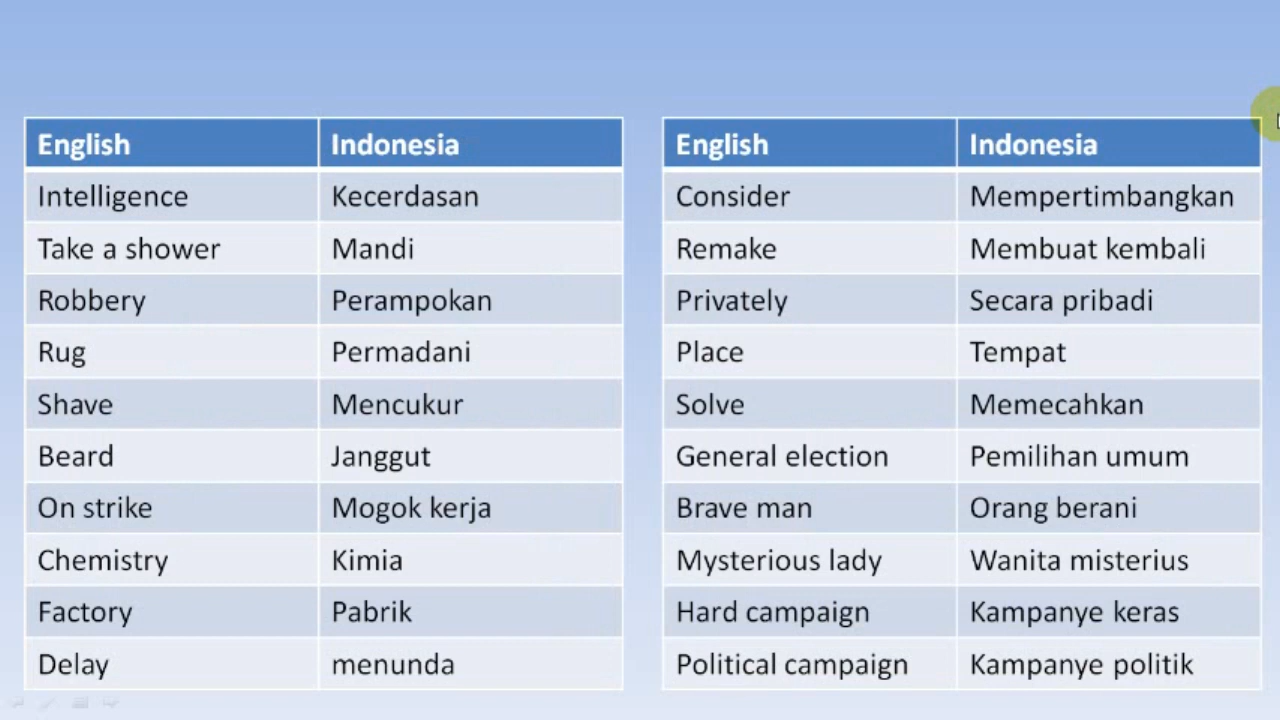 English Indonesia
Intelligence Kecerdasan
Take a shower Mandi
Robbery Perampokan
Rug Permadani
Shave Mencukur
Beard Janggut
On strike Mogok kerja
Chemistry Kimia
Factory Pabrik
Delay menunda
English Indonesia
Consider Mempertimbangkan
Remake Membuat kembali
Privately Secara pribadi
Place Tempat
Solve Memecahkan
General election Pemilihan umum
Brave man Orang berani
Mysterious lady Wanita misterius
Hard campaign Kampanye keras
Political campaign Kampanye politik